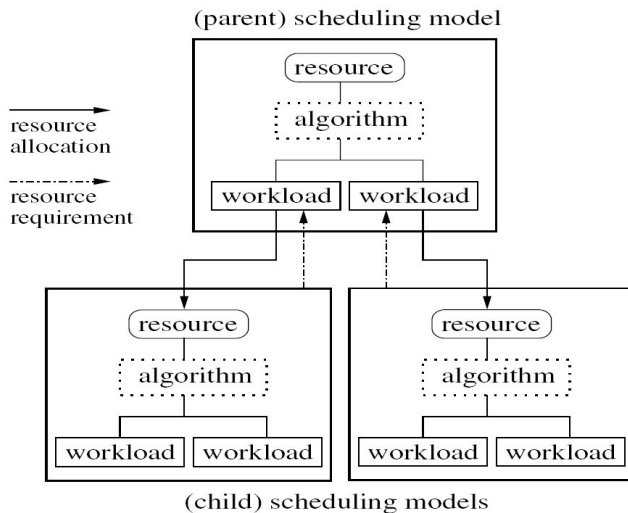 (parent) scheduling model
resource
algorithm
workload workload
resource
allocation
resource
requirement
resource
algorithm
workload workload
resource
algorithm
workload workload
(child) scheduling models